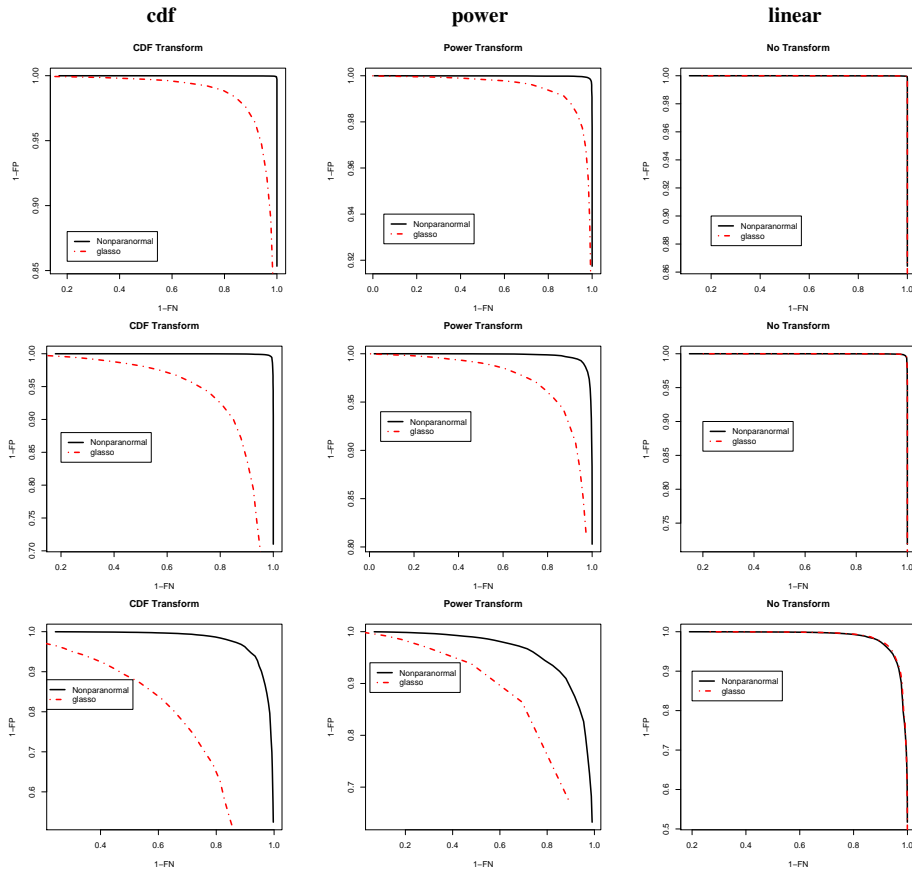 cdf power linear
CDF Transform
1−FP
0.85 0.90 0.95 1.00
Nonparanormal
glasso
0.2 0.4 0.6 0.8 1.0
1−FN
Power Transform
1−FP
0.92 0.94 0.96 0.98 1.00
Nonparanormal
glasso
0.0 0.2 0.4 0.6 0.8 1.0
1−FN
No Transform
1−FP
0.86 0.88 0.90 0.92 0.94 0.96 0.98 1.00
Nonparanormal
glasso
0.2 0.4 0.6 0.8 1.0
1−FN
CDF Transform
1−FP
0.70 0.75 0.80 0.85 0.90 0.95 1.00
Nonparanormal
glasso
0.2 0.4 0.6 0.8 1.0
1−FN
Power Transform
1−FP
0.80 0.85 0.90 0.95 1.00
Nonparanormal
glasso
0.0 0.2 0.4 0.6 0.8 1.0
1−FN
No Transform
1−FP
0.75 0.80 0.85 0.90 0.95 1.00
Nonparanormal
glasso
0.2 0.4 0.6 0.8 1.0
1−FN
CDF Transform
1−FP
0.6 0.7 0.8 0.9 1.0
Nonparanormal
glasso
0.4 0.6 0.8 1.0
1−FN
Power Transform
1−FP
0.7 0.8 0.9 1.0
Nonparanormal
glasso
0.2 0.4 0.6 0.8 1.0
1−FN
No Transform
1−FP
0.5 0.6 0.7 0.8 0.9 1.0
Nonparanormal
glasso
0.2 0.4 0.6 0.8 1.0
1−FN